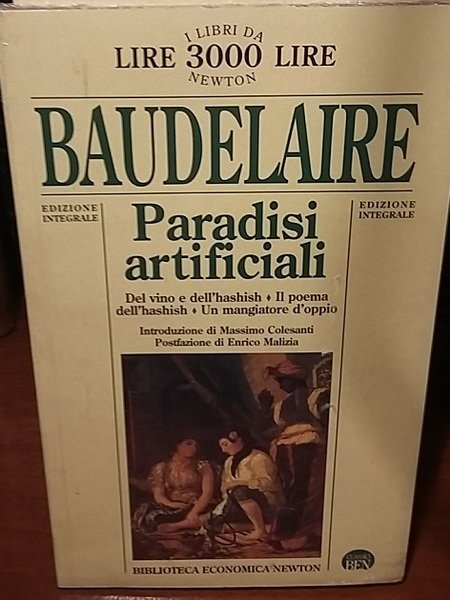 I LIBRI DA
LIRE 3000 LIRE
NEWTON
BAUDELAIRE
EDIZIONE
INTEGRALE
EDIZIONE
INTEGRALE
Paradisi
artificiali
Del vino e dell'hashish ♦ Il poema
dell'hashish ♦ Un mangiatore d'oppio
Introduzione di Massimo Colesanti
Postfazione di Enrico Malizia
BIBLIOTECA ECONOMICA NEWTON
CLASSICI
BEN